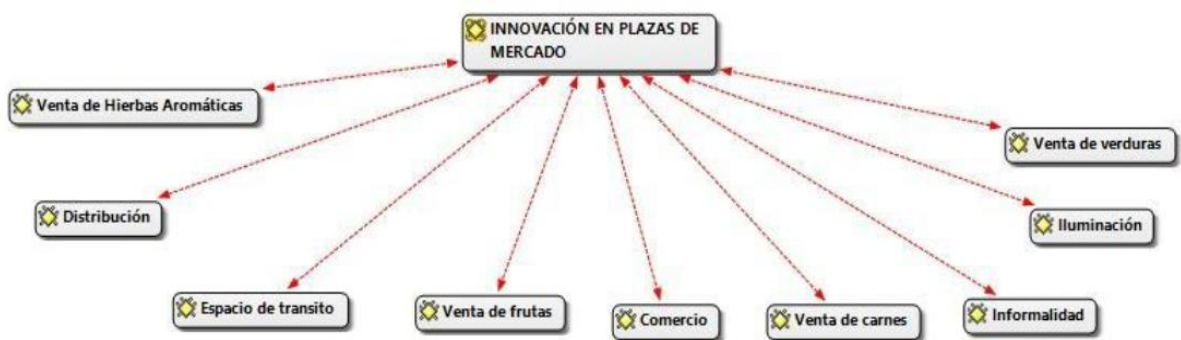 INNOVACIÓN EN PLAZAS DE
MERCADO
Venta de Hierbas Aromáticas
Venta de verduras
Distribución
Iluminación
Espacio de transito
Venta de frutas
Comercio
Venta de carnes
Informalidad